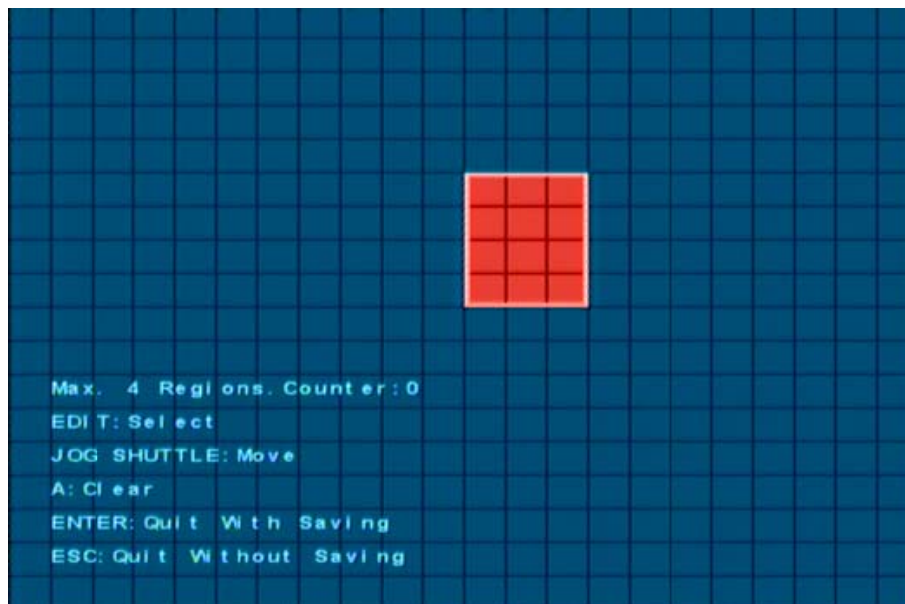 Max. 4 Regions.Counter:0
EDIT:Select
JOG SHUTTLE:Move
A:Clear
ENTER:Quit With Saving
ESC:Quit Without Saving